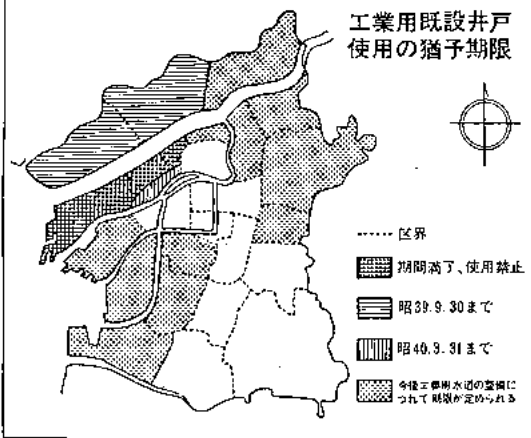 工業用既設井戸
使用の猶予期限
区界
期間満了、使用禁止
昭39.9.30まで
昭40.3.31まで
今後工業用水道の整備に
つれて期限が定められる